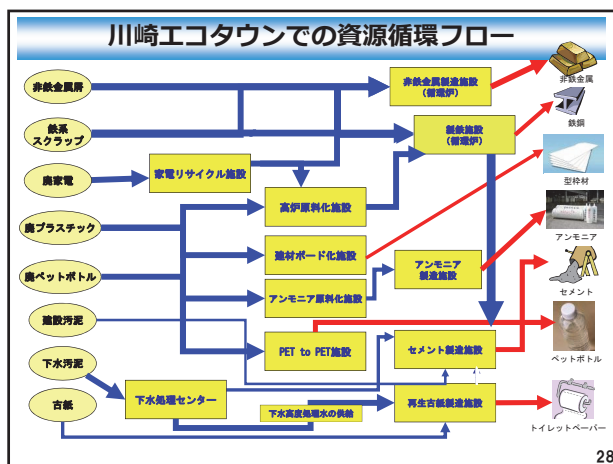 川崎エコタウンでの資源循環フロー
非鉄金属屑
鉄系
スクラップ
廃家電
廃プラスチック
廃ペットボトル
建設汚泥
下水汚泥
古紙
家電リサイクル施設
下水処理センター
高炉原料化施設
建材ボード化施設
アンモニア原料化施設
PET to PET施設
下水高度処理水の供給
非鉄金属製造施設
(循環炉)
製鉄施設
(循環炉)
アンモニア
製造施設
セメント製造施設
再生古紙製造施設
非鉄金属
鉄鋼
型枠材
アンモニア
セメント
ペットボトル
トイレットペーパー
28